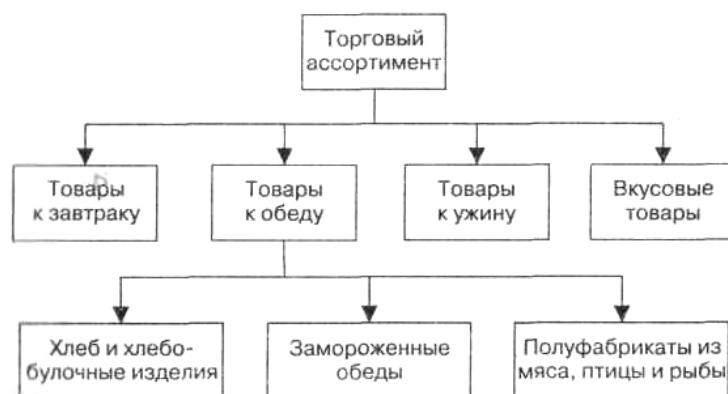 Торговый
ассортимент
Товары
к завтраку
Товары
к обеду
Товары
к ужину
Вкусовые
товары
Хлеб и хлебо-
булочные изделия
Замороженные
обеды
Полуфабрикаты из
мяса, птицы и рыбы